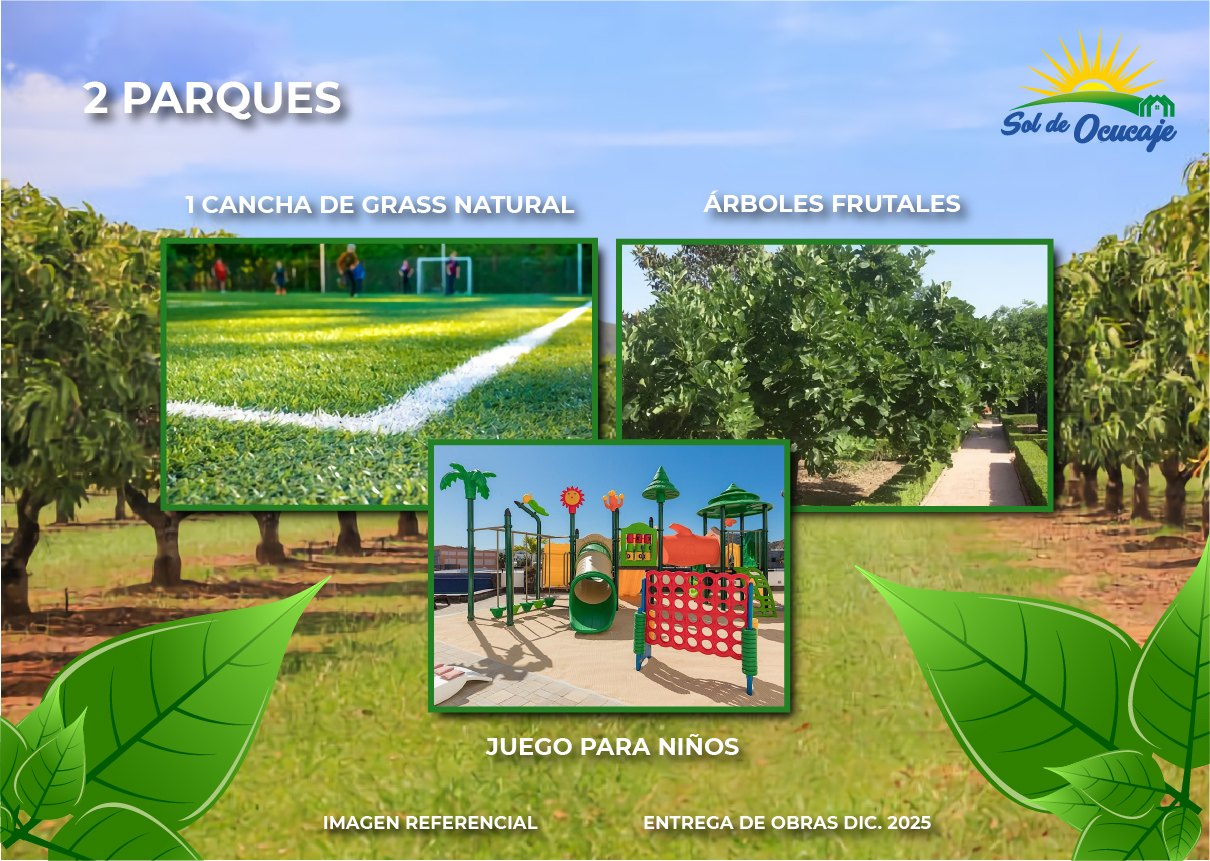 2 PARQUES
Sol de Ocucaje
1 CANCHA DE GRASS NATURAL
ÁRBOLES FRUTALES
JUEGO PARA NIÑOS
IMAGEN REFERENCIAL
ENTREGA DE OBRAS DIC. 2025